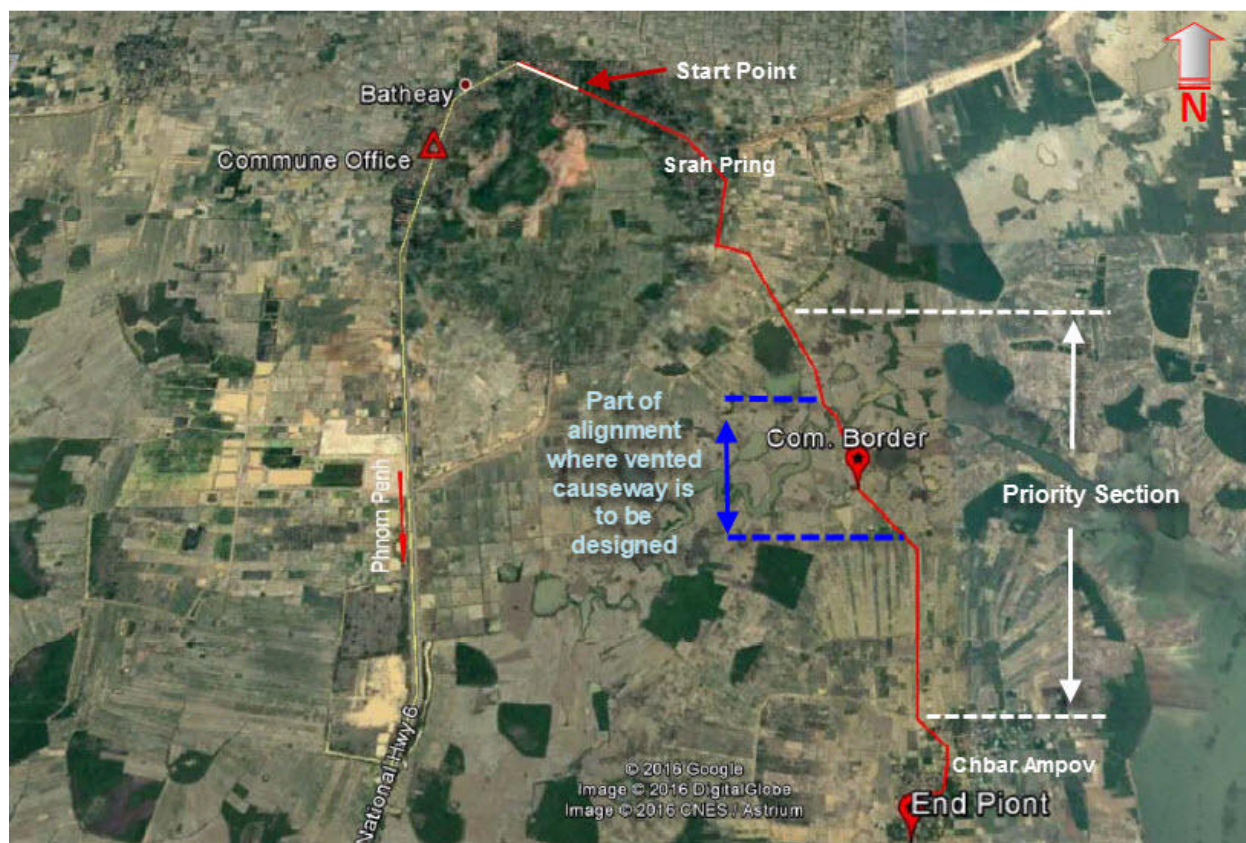 Start Point
N
Batheay
Commune Office
Srah Pring
Part of
alignment
where vented
causeway is
to be
designed
Com. Border
Priority Section
Phnom Penh
National Hwy 6
Chbar Ampov
© 2016 Google
Image © 2016 DigitalGlobe
Image © 2016 CNES / Astrium
End Piont